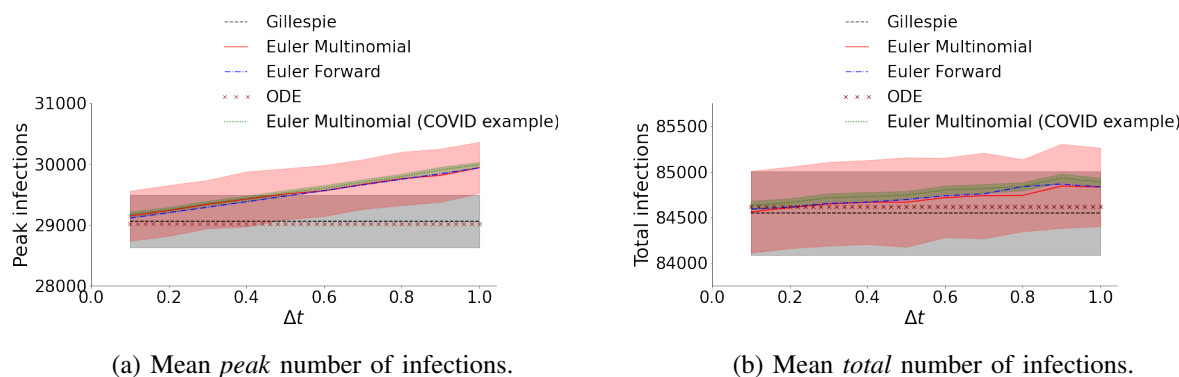 Gillespie
Euler Multinomial
Euler Forward
ODE
Euler Multinomial (COVID example)
31000
30000
29000
28000
Peak infections
0.0 0.2 0.4 0.6 0.8 1.0
Δt
(a) Mean peak number of infections.
Gillespie
Euler Multinomial
Euler Forward
ODE
Euler Multinomial (COVID example)
85500
85000
84500
84000
Total infections
0.0 0.2 0.4 0.6 0.8 1.0
Δt
(b) Mean total number of infections.